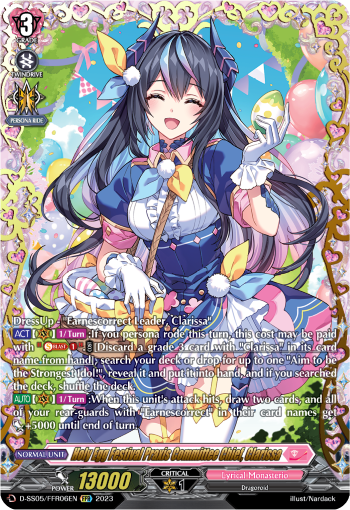 3
GRADE
TWINDRIVE
PERSONA RIDE
DressUp - "Earnescorrect Leader, Clarissa"
ACT 1/Turn :If you persona rode this turn, this cost may be paid
with 1 . [Discard a grade 3 card with "Clarissa" in its card
name from hand], search your deck or drop for up to one "Aim to be
the Strongest Idol!", reveal it and put it into hand, and if you searched
the deck, shuffle the deck.
AUTO 1/Turn :When this unit's attack hits, draw two cards, and all
of your rear-guards with "Earnescorrect" in their card names get
+5000 until end of turn.
NORMAL UNIT
Holy Egg Festival Praxis Committee Chief, Clarissa
POWER 13000 CRITICAL 1
Lyrical Monasterio
Dragoroid
D-SS05/FFR06EN FFR 2023 illust/Nardack